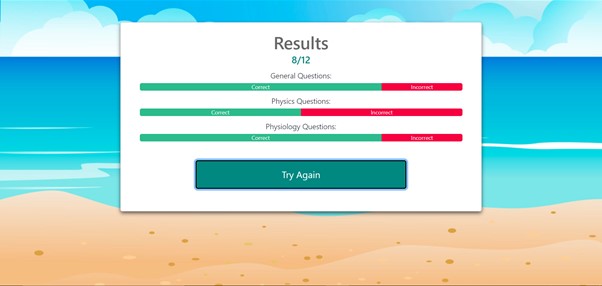 Results
8/12
General Questions:
Correct Incorrect
Physics Questions:
Correct Incorrect
Physiology Questions:
Correct Incorrect
Try Again